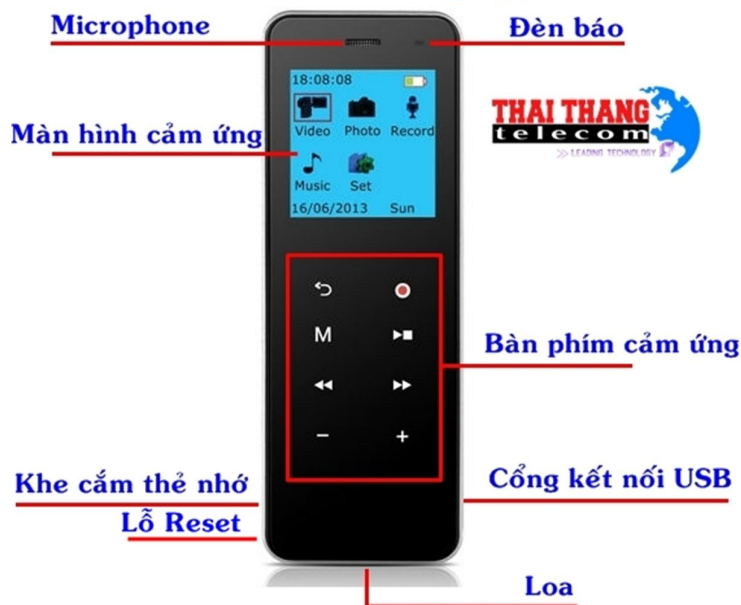 Microphone
Đèn báo
18:08:08
Màn hình cảm ứng
Video Photo Record
Music Set
16/06/2013 Sun
THAI THANG
telecom
>> LEADING TECHNOLOGY
M
Bàn phím cảm ứng
Khe cắm thẻ nhớ
Cổng kết nối USB
Lỗ Reset
Loa